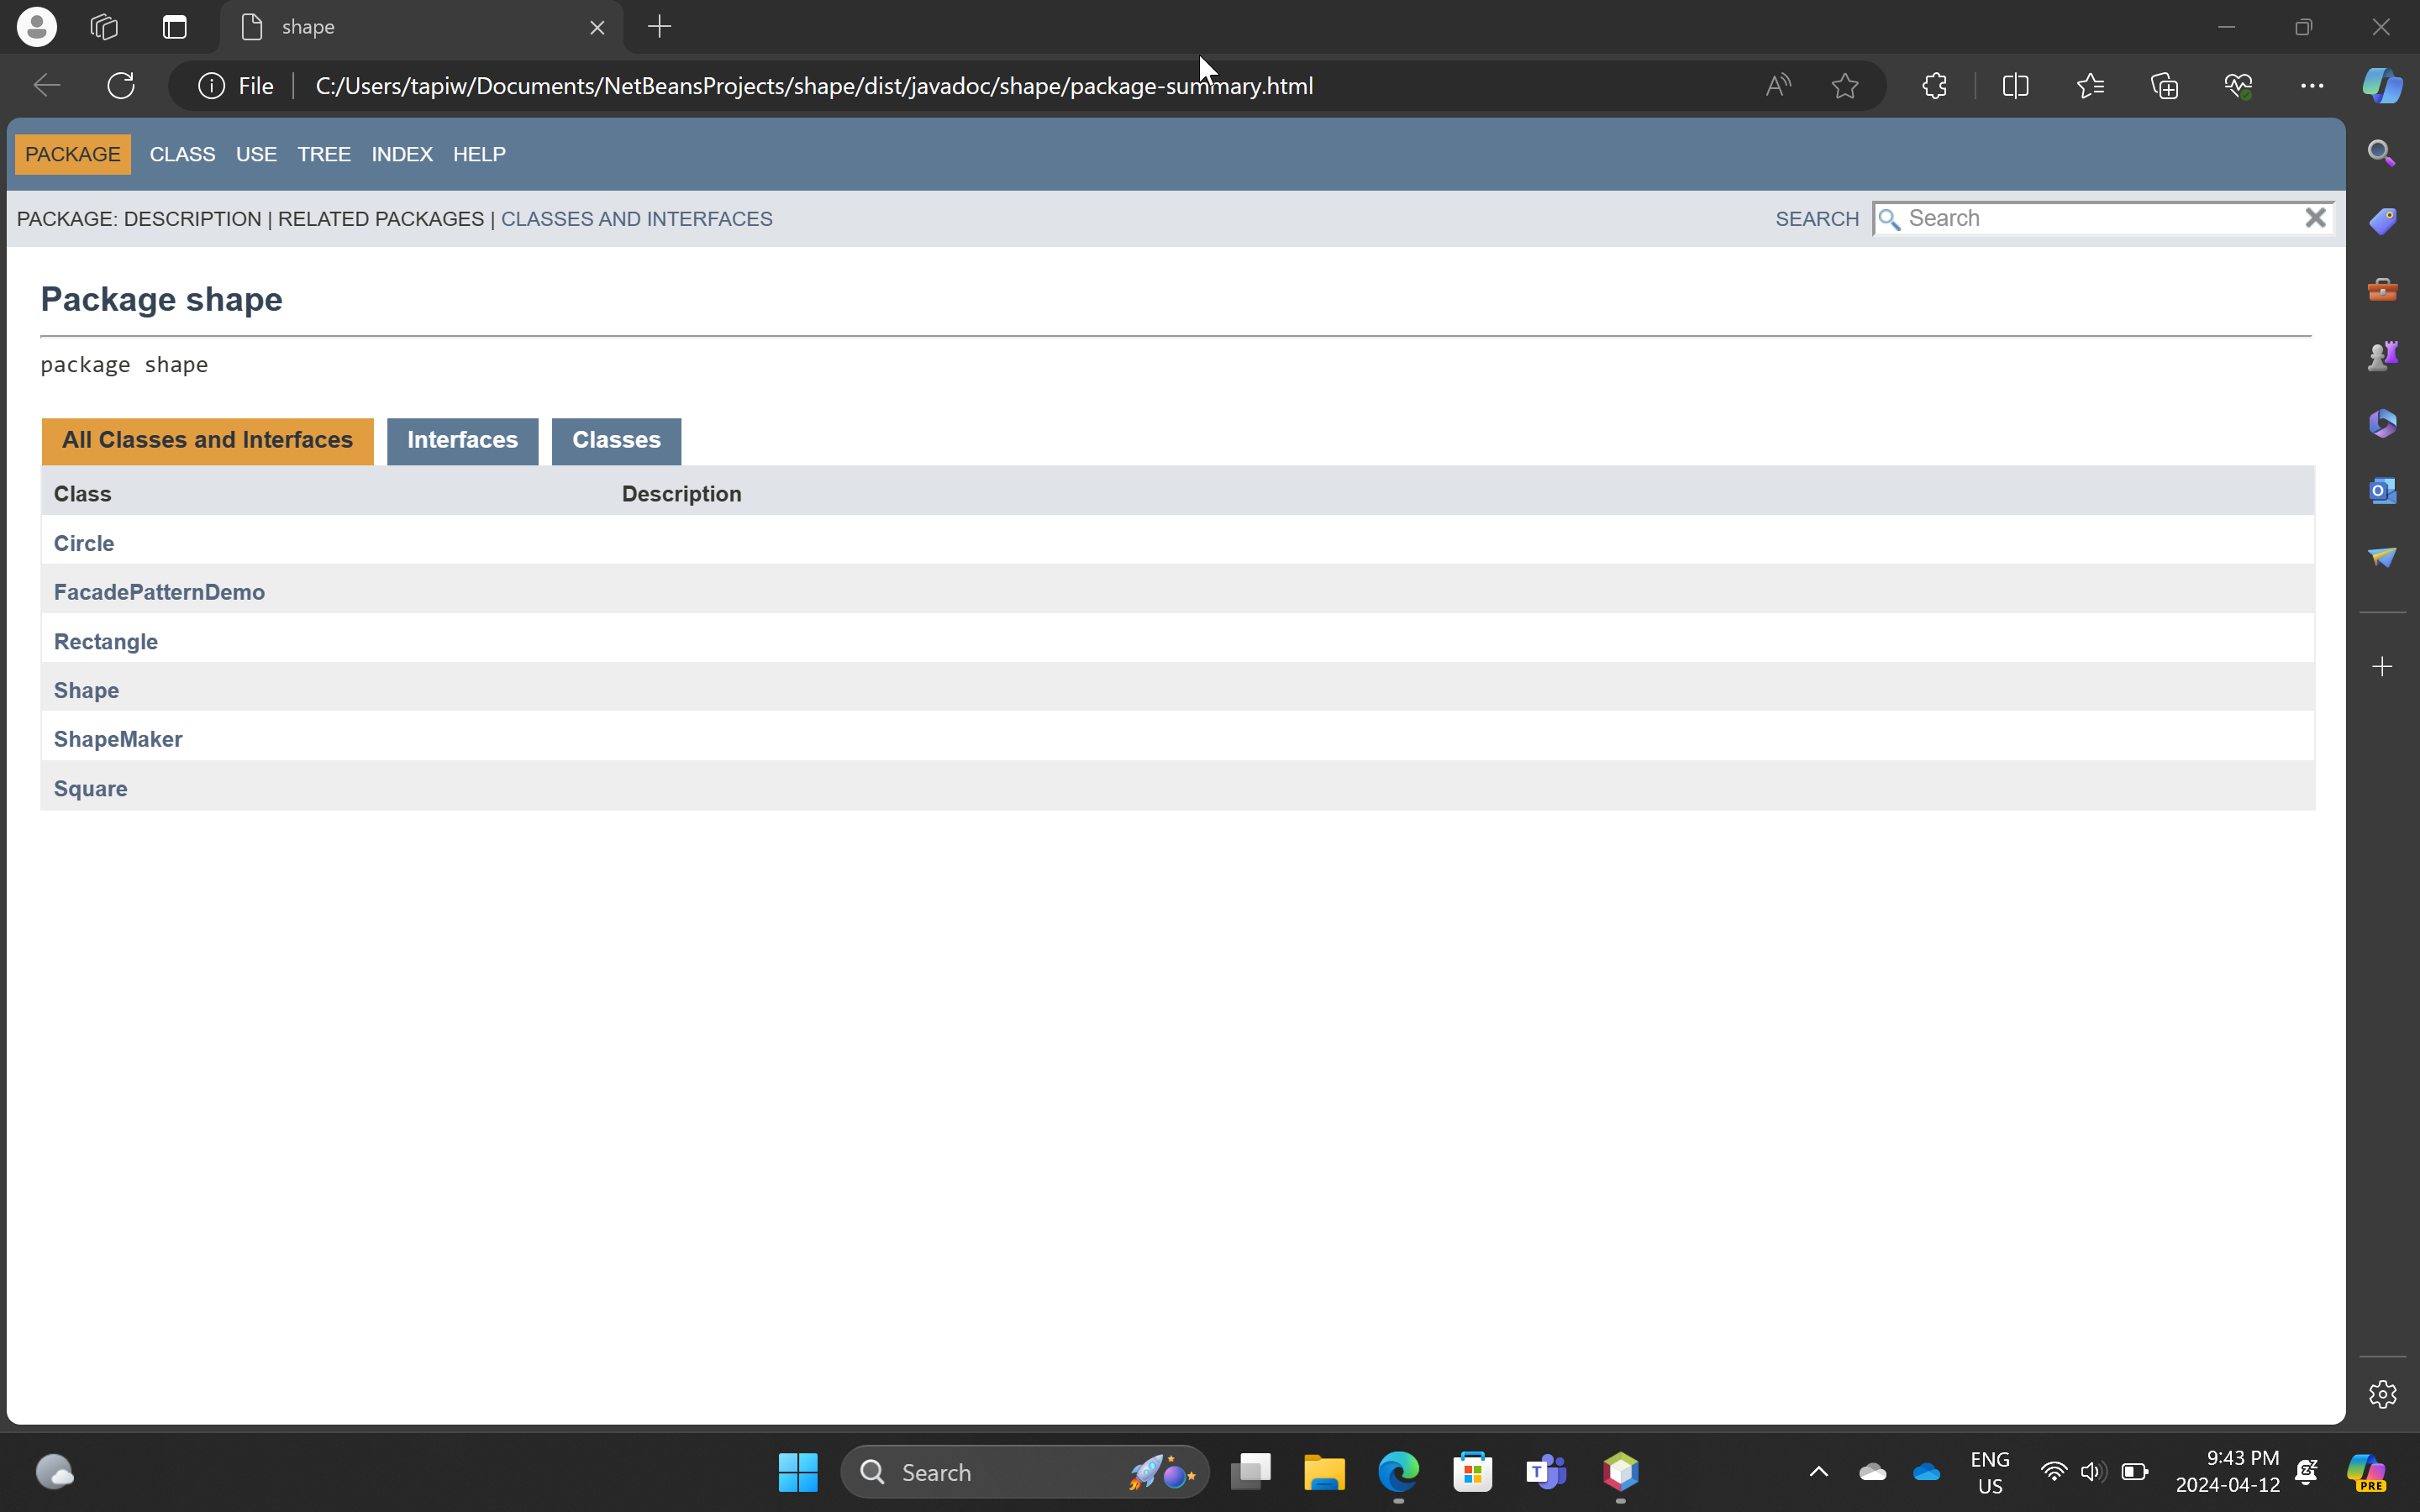 shape
File
C:/Users/tapiw/Documents/NetBeansProjects/shape/dist/javadoc/shape/package-summary.html
PACKAGE CLASS USE TREE INDEX HELP
PACKAGE: DESCRIPTION | RELATED PACKAGES | CLASSES AND INTERFACES
SEARCH Search
Package shape
package shape
All Classes and Interfaces Interfaces Classes
Class Description
Circle
FacadePatternDemo
Rectangle
Shape
ShapeMaker
Square
Search
ENG
US
9:43 PM
2024-04-12
PRE